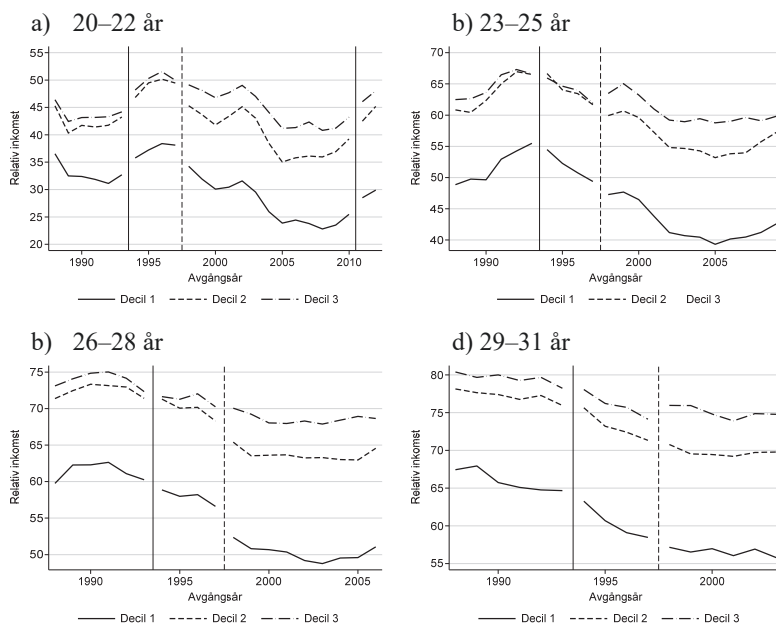 a) 20–22 år
Relativ inkomst
55
50
45
40
35
30
25
20
1990 1995 2000 2005 2010
Avgångsår
Decil 1 Decil 2 Decil 3
b) 23–25 år
Relativ inkomst
70
65
60
55
50
45
40
1990 1995 2000 2005
Avgångsår
Decil 1 Decil 2 Decil 3
b) 26–28 år
Relativ inkomst
75
70
65
60
55
50
1990 1995 2000 2005
Avgångsår
Decil 1 Decil 2 Decil 3
d) 29–31 år
Relativ inkomst
80
75
70
65
60
55
1990 1995 2000
Avgångsår
Decil 1 Decil 2 Decil 3